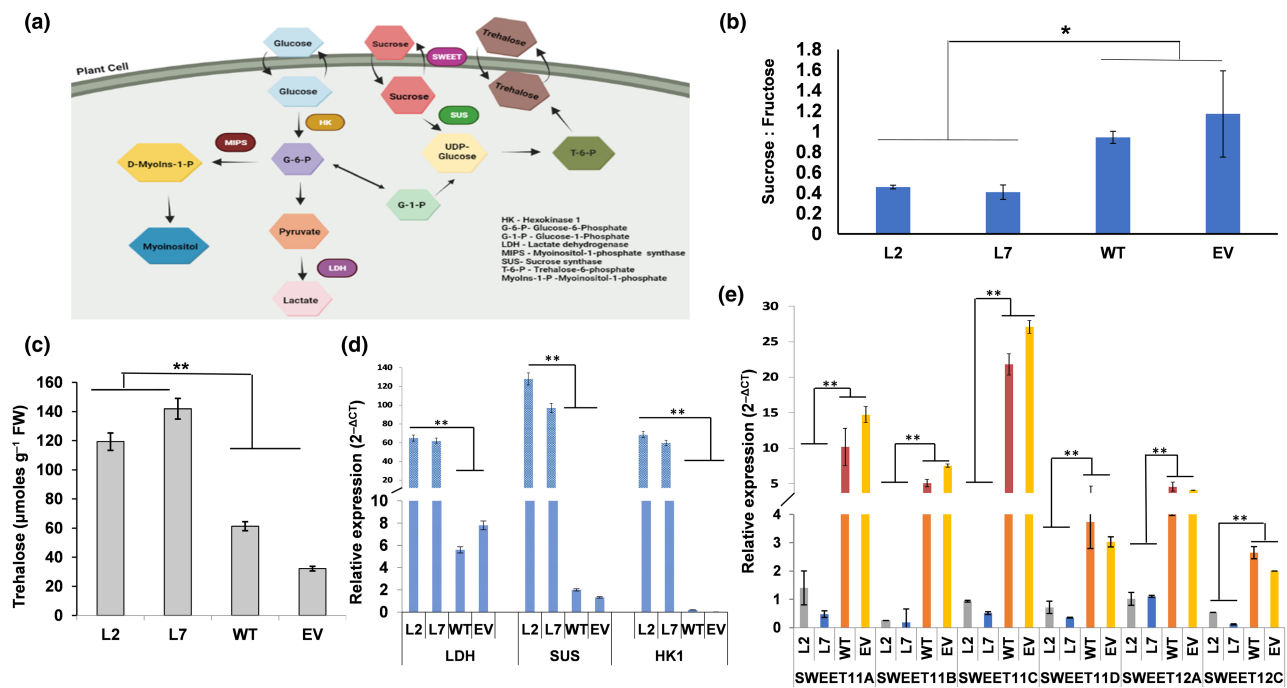 (a)
Glucose
Sucrose
Trehalose
SWEET
Plant Cell
Glucose
Sucrose
Trehalose
HK
SUS
MIPS
D-MyoIns-1-P
G-6-P
UDP-
Glucose
T-6-P
G-1-P
Myoinositol
Pyruvate
LDH
Lactate
HK - Hexokinase 1
G-6-P- Glucose-6-Phosphate
G-1-P - Glucose-1-Phosphate
LDH - Lactate dehydrogenase
MIPS - Myoinositol-1-phosphate synthase
SUS- Sucrose synthase
T-6-P - Trehalose-6-phosphate
MyoIns-1-P -Myoinositol-1-phosphate
(b)
Sucrose : Fructose
1.8
1.6
1.4
1.2
1
0.8
0.6
0.4
0.2
0
*
L2 L7 WT EV
(c)
Trehalose (µmoles g–1 FW)
160
140
120
100
80
60
40
20
0
**
L2 L7 WT EV
(d)
Relative expression (2–ΔCT)
140
120
100
80
60
40
20
10
8
6
4
2
0
** ** **
L2 L7 WT EV L2 L7 WT EV L2 L7 WT EV
LDH SUS HK1
(e)
Relative expression (2–ΔCT)
30
25
20
15
10
5
4
3
2
1
0
** ** ** ** ** **
L2 L7 WT EV L2 L7 WT EV L2 L7 WT EV L2 L7 WT EV L2 L7 WT EV L2 L7 WT EV
SWEET11A SWEET11B SWEET11C SWEET11D SWEET12A SWEET12C